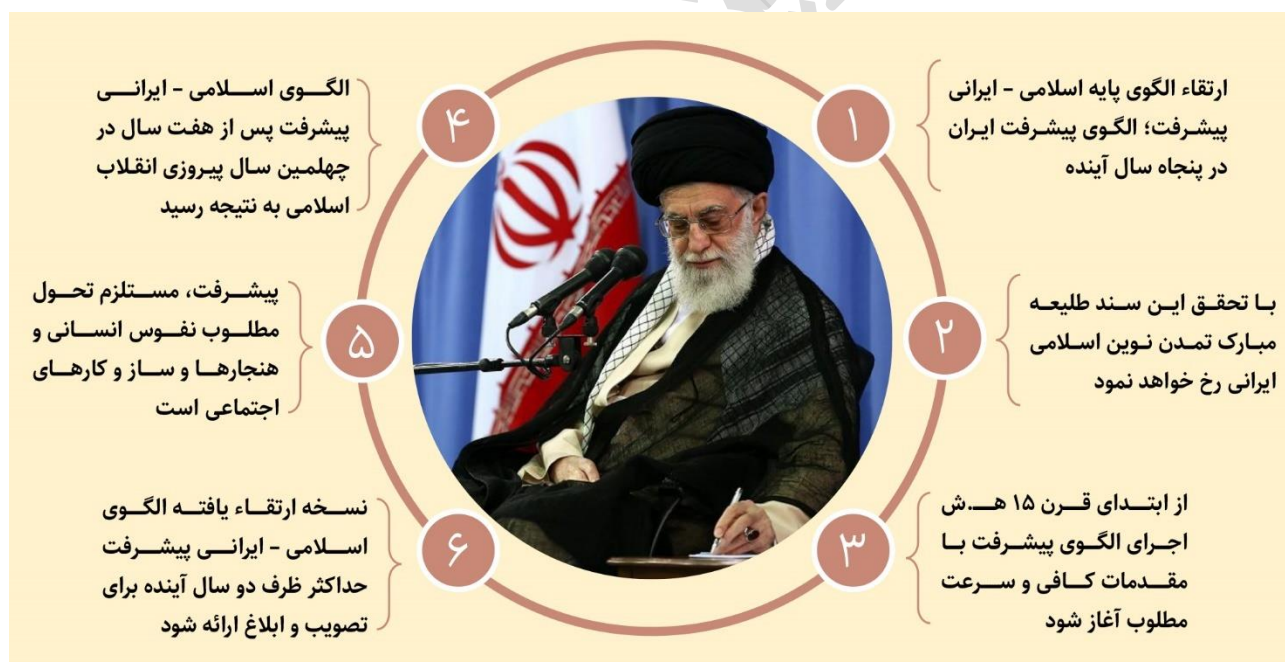 ۱
ارتقاء الگوی پایه اسلامی - ایرانی
پیشرفت؛ الگوی پیشرفت ایران
در پنجاه سال آینده
۲
با تحقق این سند طلیعه
مبارک تمدن نوین اسلامی
ایرانی رخ خواهد نمود
۳
از ابتدای قرن ۱۵ هـ.ش
اجرای الگوی پیشرفت با
مقدمات کافی و سرعت
مطلوب آغاز شود
۴
الگوی اسلامی - ایرانی
پیشرفت پس از هفت سال در
چهلمین سال پیروزی انقلاب
اسلامی به نتیجه رسید
۵
پیشرفت، مستلزم تحول
مطلوب نفوس انسانی و
هنجارها و ساز و کارهای
اجتماعی است
۶
نسخه ارتقاء یافته الگوی
اسلامی - ایرانی پیشرفت
حداکثر ظرف دو سال آینده برای
تصویب و ابلاغ ارائه شود